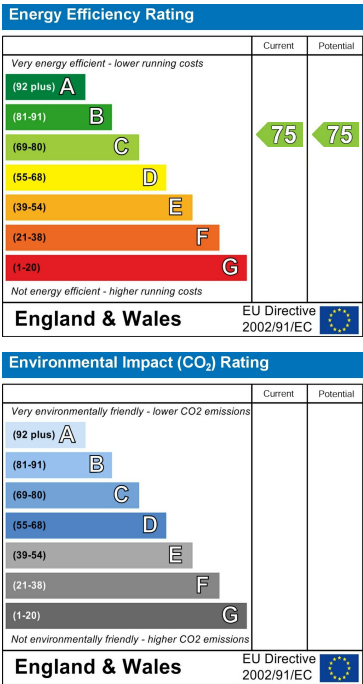 Energy Efficiency Rating
Current Potential
Very energy efficient - lower running costs
(92 plus) A
(81-91) B
(69-80) C 75 75
(55-68) D
(39-54) E
(21-38) F
(1-20) G
Not energy efficient - higher running costs
England & Wales EU Directive
2002/91/EC
Environmental Impact (CO₂) Rating
Current Potential
Very environmentally friendly - lower CO2 emissions
(92 plus) A
(81-91) B
(69-80) C
(55-68) D
(39-54) E
(21-38) F
(1-20) G
Not environmentally friendly - higher CO2 emissions
England & Wales EU Directive
2002/91/EC